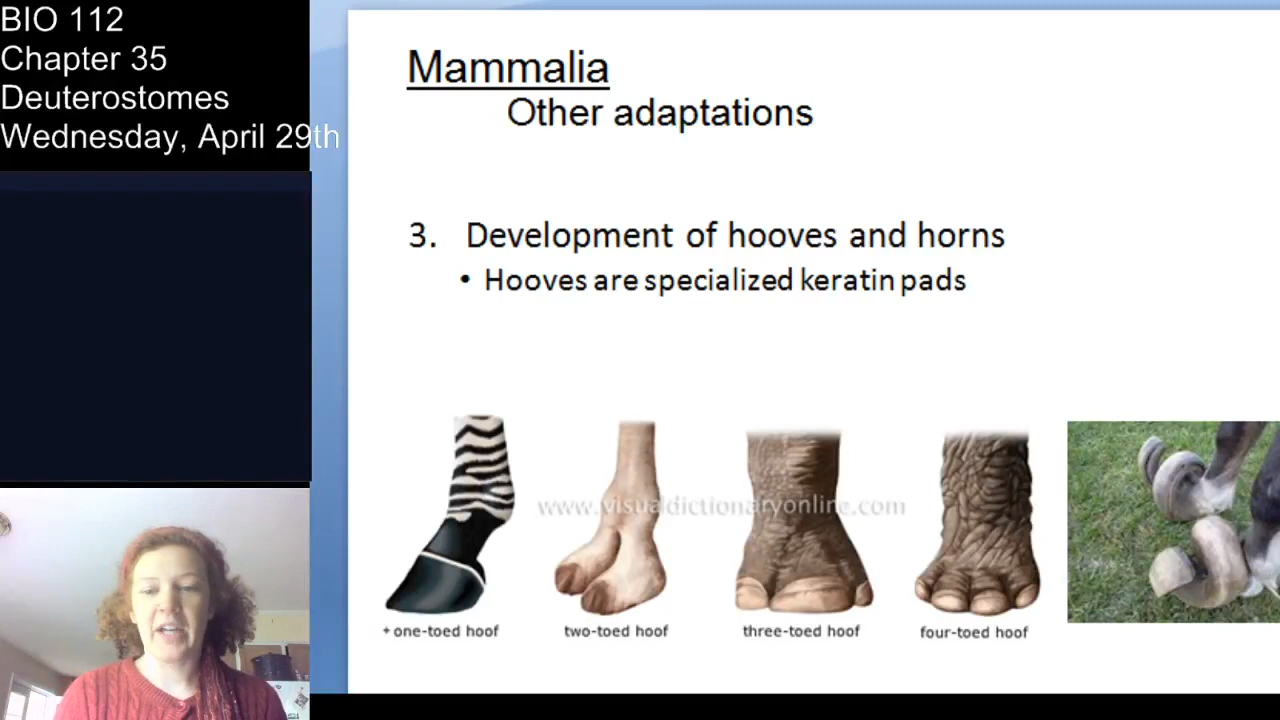 BIO 112
Chapter 35
Deuterostomes
Wednesday, April 29th
Mammalia
Other adaptations
3. Development of hooves and horns
• Hooves are specialized keratin pads
www.visualdictionaryonline.com
+ one-toed hoof
two-toed hoof
three-toed hoof
four-toed hoof